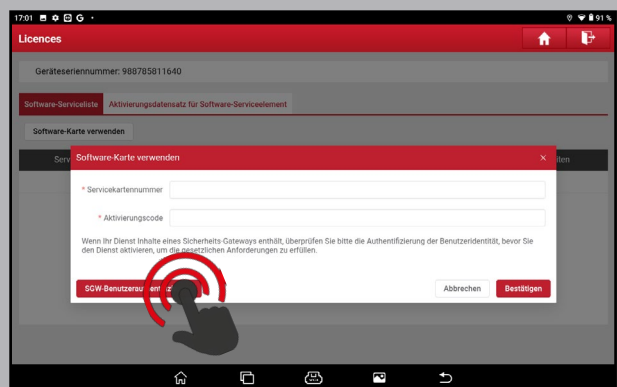 17:01 G 91 %
Licences
Geräteseriennummer: 988785811640
Software-Serviceliste Aktivierungsdatensatz für Software-Serviceelement
Software-Karte verwenden
Software-Karte verwenden ×
* Servicekartennummer
* Aktivierungscode
Wenn Ihr Dienst Inhalte eines Sicherheits-Gateways enthält, überprüfen Sie bitte die Authentifizierung der Benutzeridentität, bevor Sie
den Dienst aktivieren, um die gesetzlichen Anforderungen zu erfüllen.
Abbrechen Bestätigen